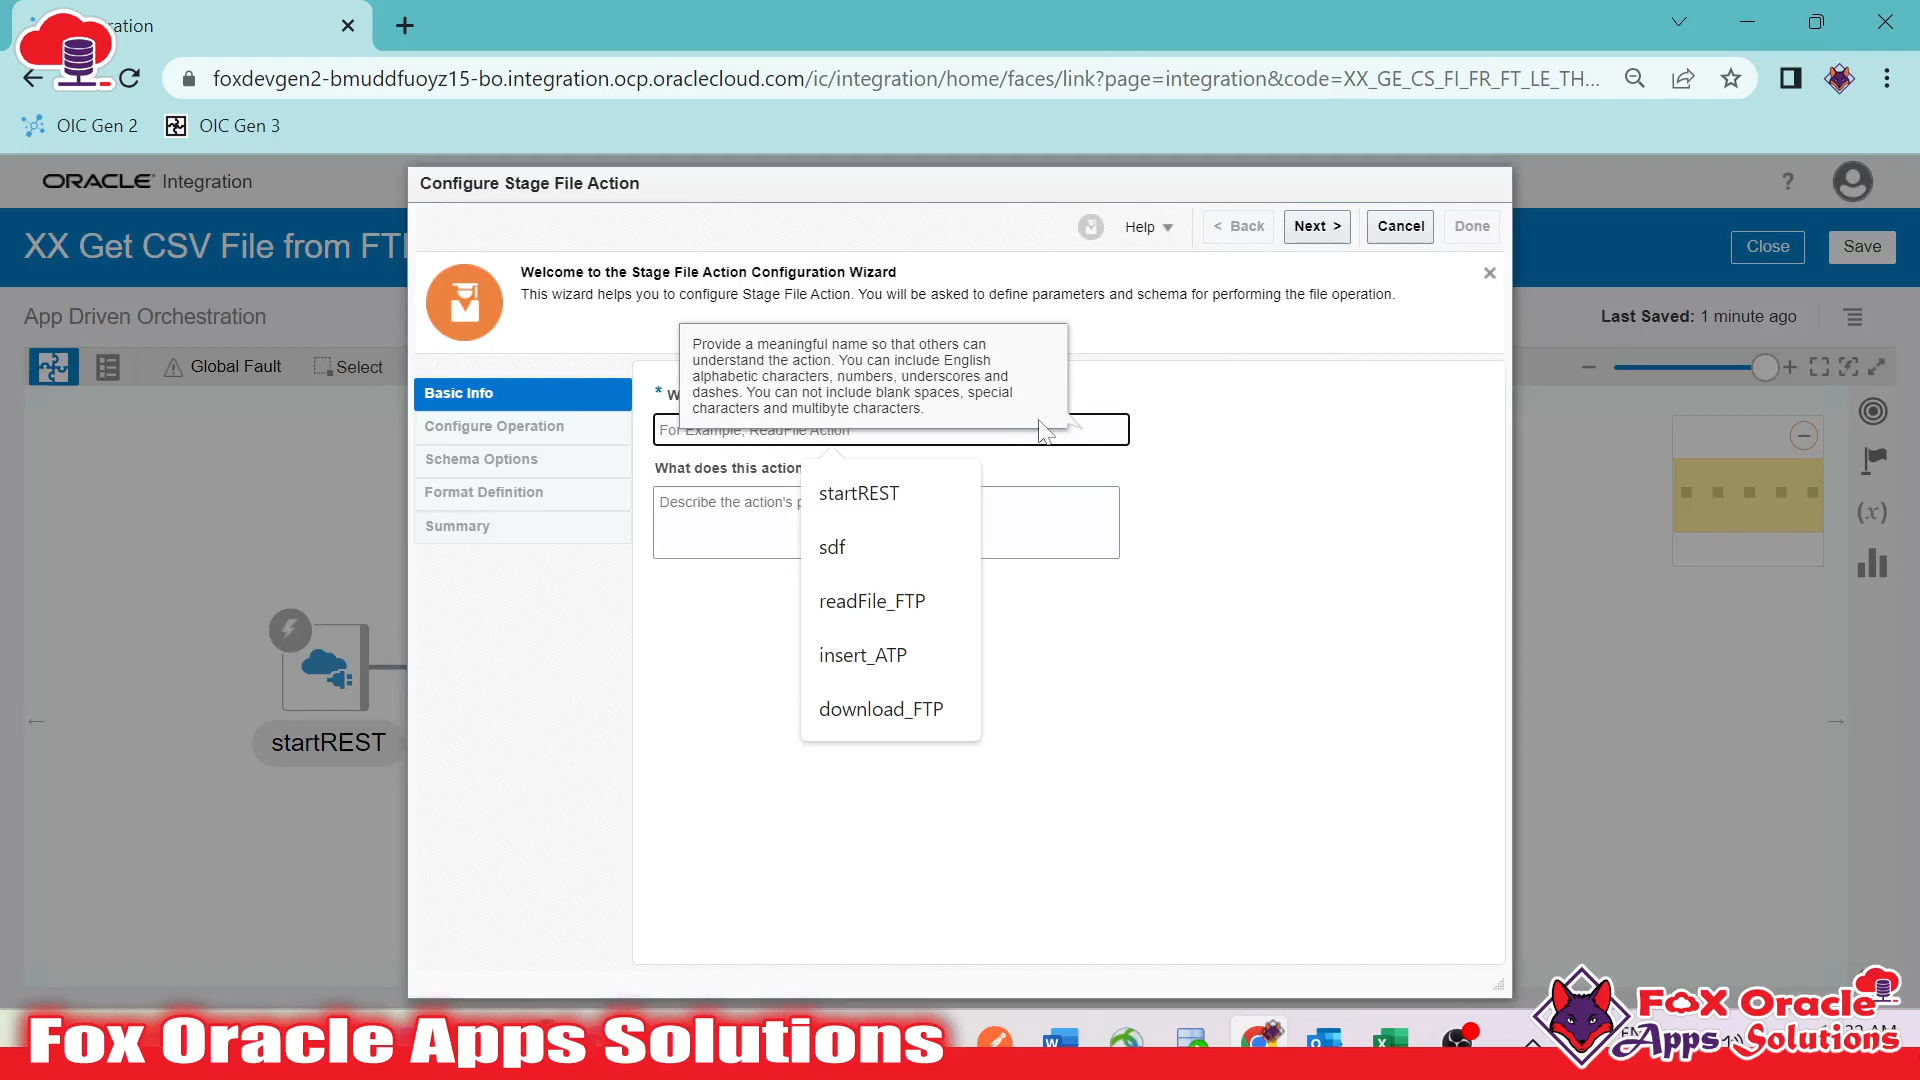 ration
foxdevgen2-bmuddfuoyz15-bo.integration.ocp.oraclecloud.com/ic/integration/home/faces/link?page=integration&code=XX_GE_CS_FI_FR_FT_LE_TH...
OIC Gen 2
OIC Gen 3
ORACLE Integration
?
Configure Stage File Action
Help
< Back
Next >
Cancel
Done
XX Get CSV File from FT
Close
Save
Welcome to the Stage File Action Configuration Wizard
This wizard helps you to configure Stage File Action. You will be asked to define parameters and schema for performing the file operation.
App Driven Orchestration
Last Saved: 1 minute ago
Global Fault
Select
Provide a meaningful name so that others can
understand the action. You can include English
alphabetic characters, numbers, underscores and
dashes. You can not include blank spaces, special
characters and multibyte characters.
Basic Info
Configure Operation
Schema Options
Format Definition
Summary
* W
For Example, ReadFile Action
What does this action
Describe the action's p
startREST
sdf
readFile_FTP
insert_ATP
download_FTP
(x)
startREST
Fox Oracle Apps Solutions
FoX Oracle
Apps Solutions